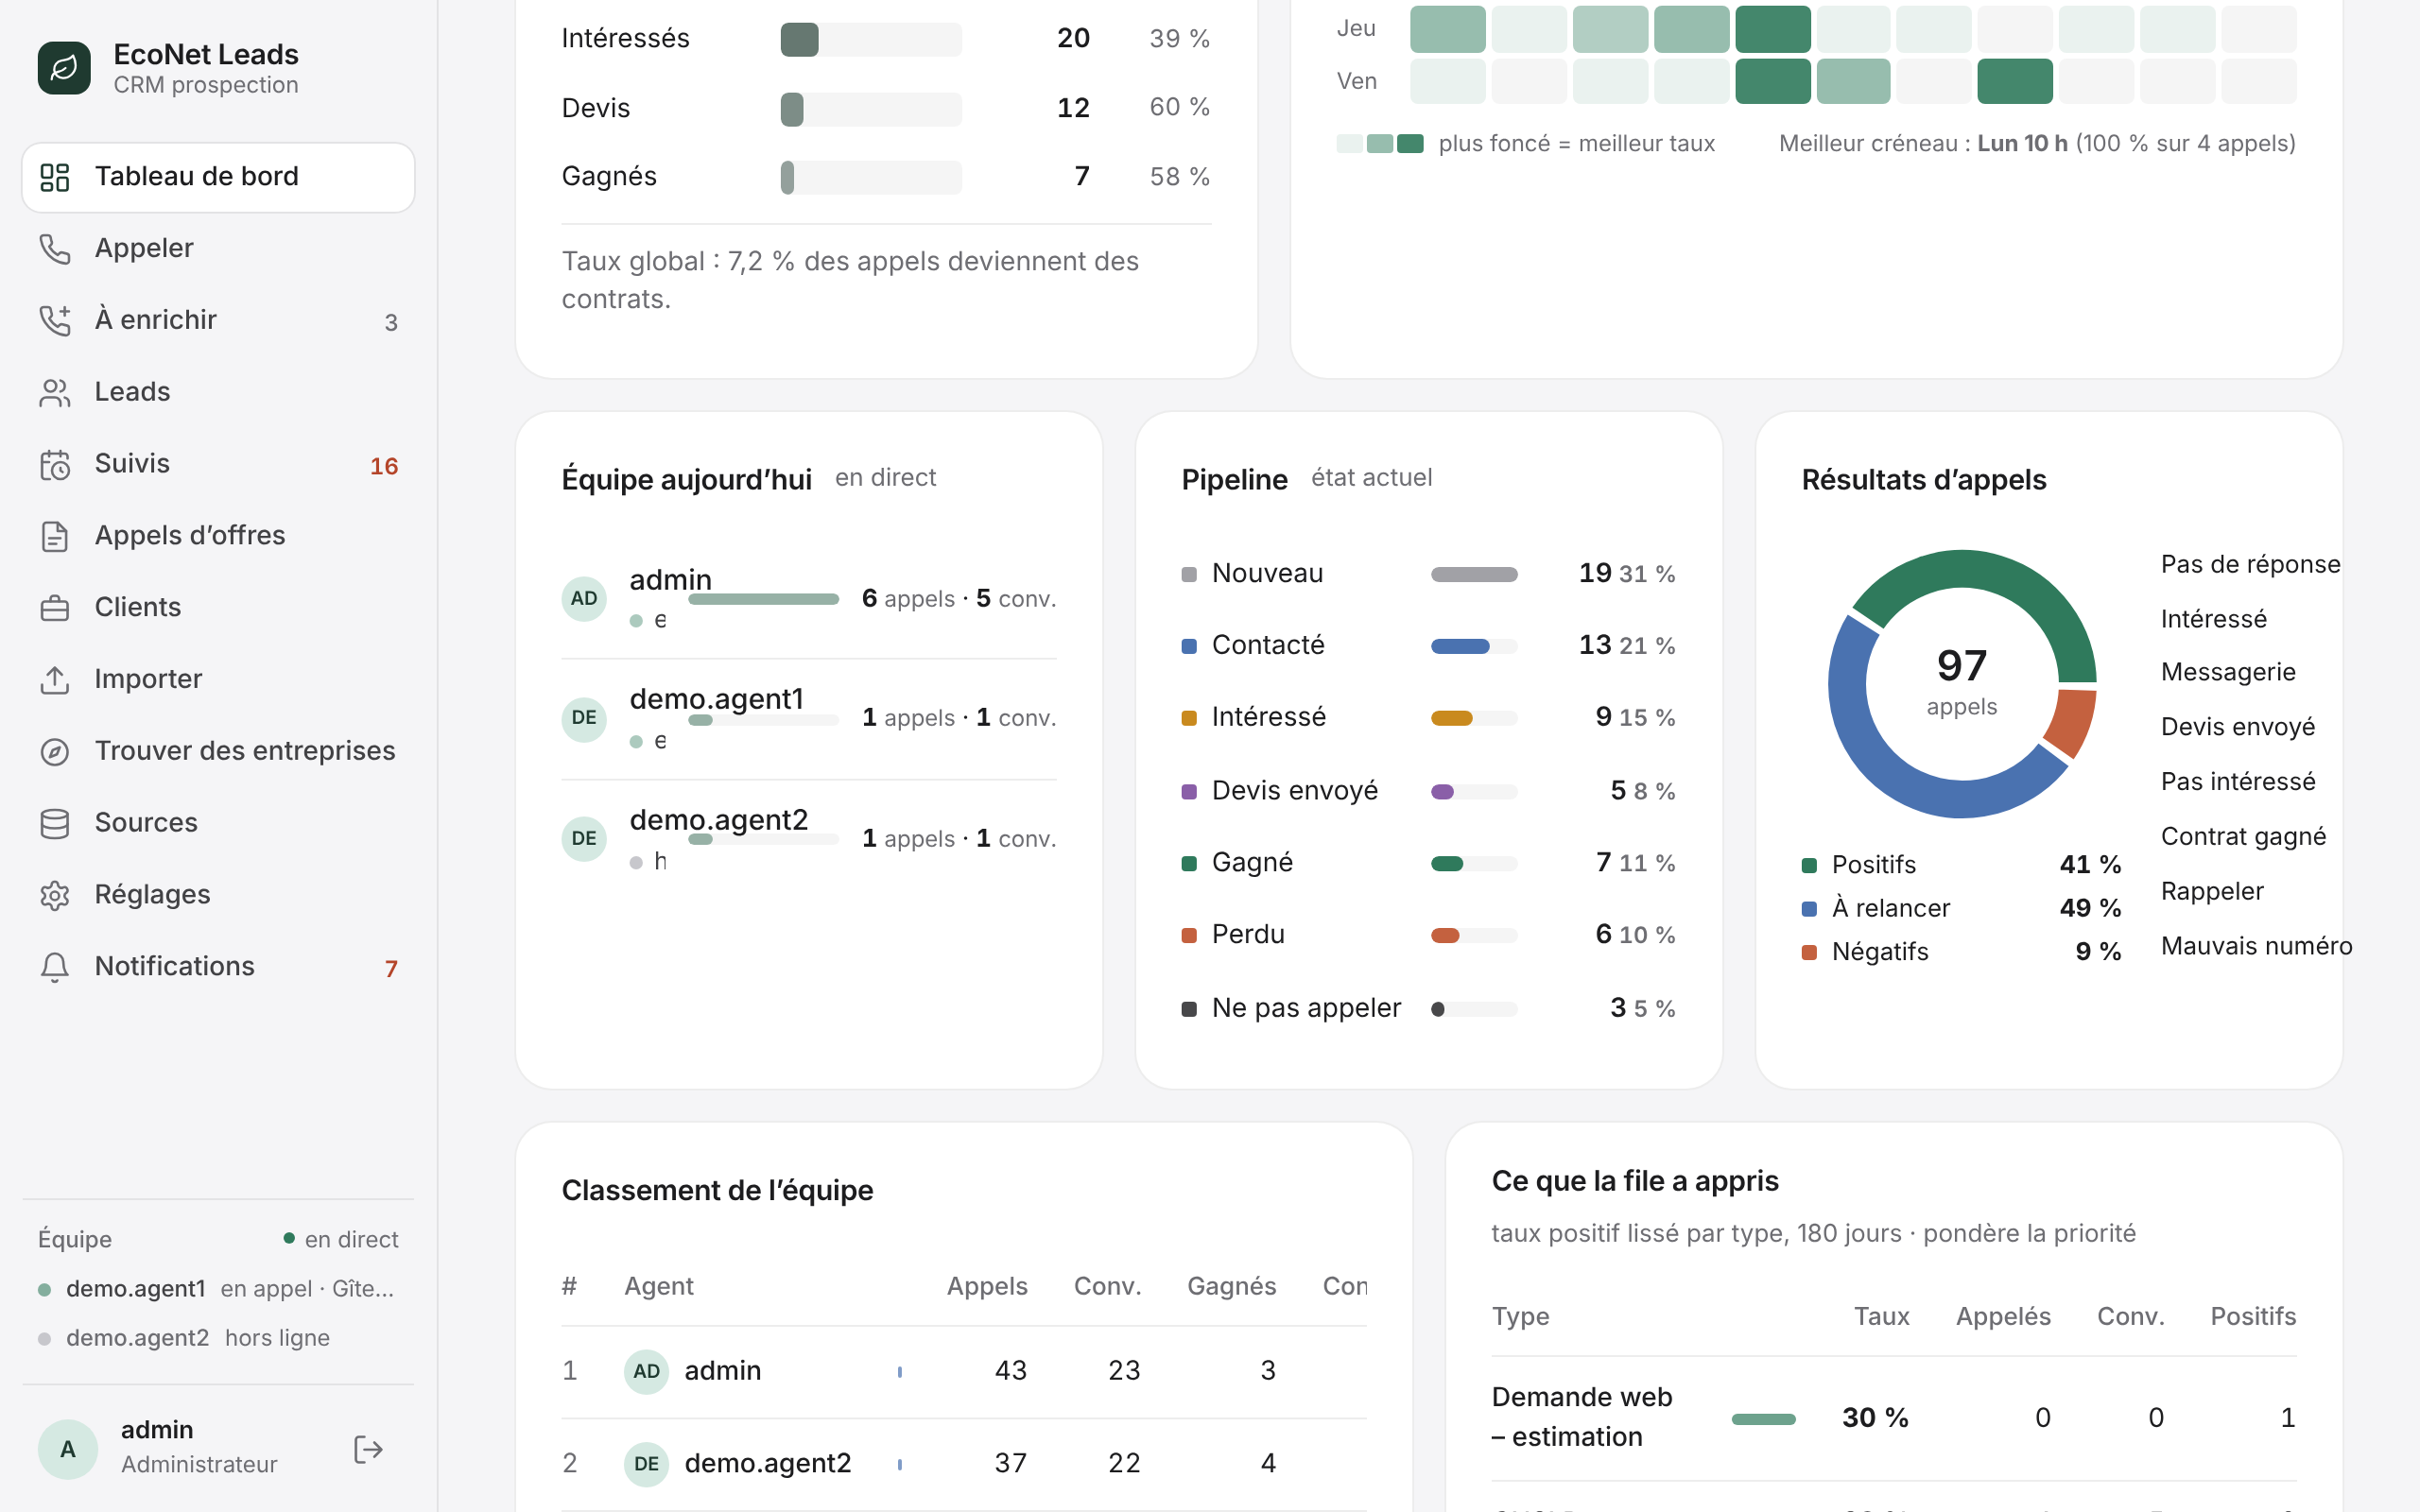 EcoNet Leads
CRM prospection
Tableau de bord
Appeler
À enrichir 3
Leads
Suivis 16
Appels d’offres
Clients
Importer
Trouver des entreprises
Sources
Réglages
Notifications 7
Équipe en direct
demo.agent1 en appel · Gîte…
demo.agent2 hors ligne
A
admin
Administrateur
Intéressés 20 39 %
Devis 12 60 %
Gagnés 7 58 %
Taux global : 7,2 % des appels deviennent des
contrats.
Jeu
Ven
plus foncé = meilleur taux Meilleur créneau : Lun 10 h (100 % sur 4 appels)
Équipe aujourd’hui en direct
AD admin 6 appels · 5 conv.
e
DE demo.agent1 1 appels · 1 conv.
e
DE demo.agent2 1 appels · 1 conv.
h
Pipeline état actuel
Nouveau 19 31 %
Contacté 13 21 %
Intéressé 9 15 %
Devis envoyé 5 8 %
Gagné 7 11 %
Perdu 6 10 %
Ne pas appeler 3 5 %
Résultats d’appels
97
appels
Positifs 41 %
À relancer 49 %
Négatifs 9 %
Pas de réponse
Intéressé
Messagerie
Devis envoyé
Pas intéressé
Contrat gagné
Rappeler
Mauvais numéro
Classement de l’équipe
# Agent Appels Conv. Gagnés
1 AD admin 43 23 3
2 DE demo.agent2 37 22 4
Ce que la file a appris
taux positif lissé par type, 180 jours · pondère la priorité
Type Taux Appelés Conv. Positifs
Demande web
– estimation 30 % 0 0 1